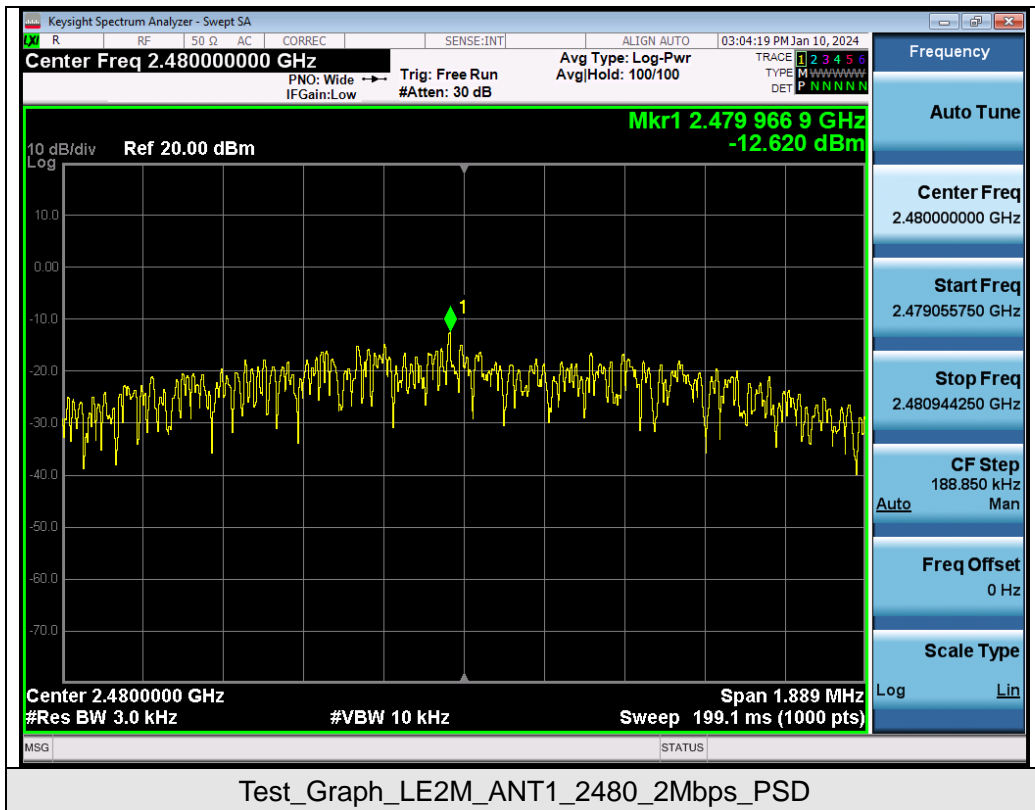 Keysight Spectrum Analyzer - Swept SA
LXI R RF 50 Ω AC CORREC SENSE:INT ALIGN AUTO 03:04:19 PM Jan 10, 2024
Center Freq 2.480000000 GHz
PNO: Wide
IFGain:Low
Trig: Free Run
#Atten: 30 dB
Avg Type: Log-Pwr
Avg|Hold: 100/100
TRACE 1 2 3 4 5 6
TYPE M WWWWW
DET P N N N N N
Mkr1 2.479 966 9 GHz
-12.620 dBm
10 dB/div Ref 20.00 dBm
Log
10.0
0.00
-10.0
-20.0
-30.0
-40.0
-50.0
-60.0
-70.0
1
Center 2.4800000 GHz Span 1.889 MHz
#Res BW 3.0 kHz #VBW 10 kHz Sweep 199.1 ms (1000 pts)
MSG STATUS
Frequency
Auto Tune
Center Freq
2.480000000 GHz
Start Freq
2.479055750 GHz
Stop Freq
2.480944250 GHz
CF Step
188.850 kHz
Auto Man
Freq Offset
0 Hz
Scale Type
Log Lin
Test_Graph_LE2M_ANT1_2480_2Mbps_PSD